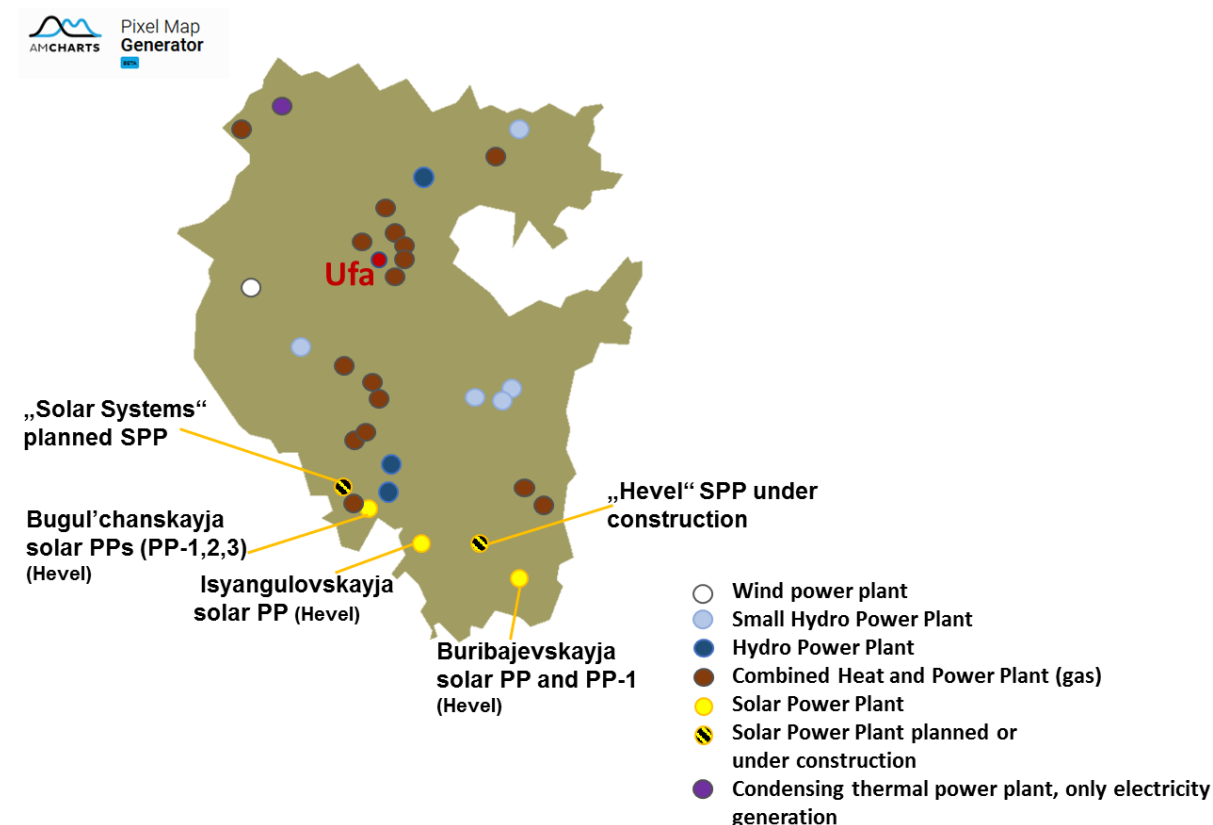 AMCHARTS
Pixel Map
Generator
BETA
Ufa
„Solar Systems“
planned SPP
Bugul’chanskayja
solar PPs (PP-1,2,3)
(Hevel)
Isyangulovskayja
solar PP (Hevel)
Buribajevskayja
solar PP and PP-1
(Hevel)
„Hevel“ SPP under
construction
Wind power plant
Small Hydro Power Plant
Hydro Power Plant
Combined Heat and Power Plant (gas)
Solar Power Plant
Solar Power Plant planned or
under construction
Condensing thermal power plant, only electricity
generation